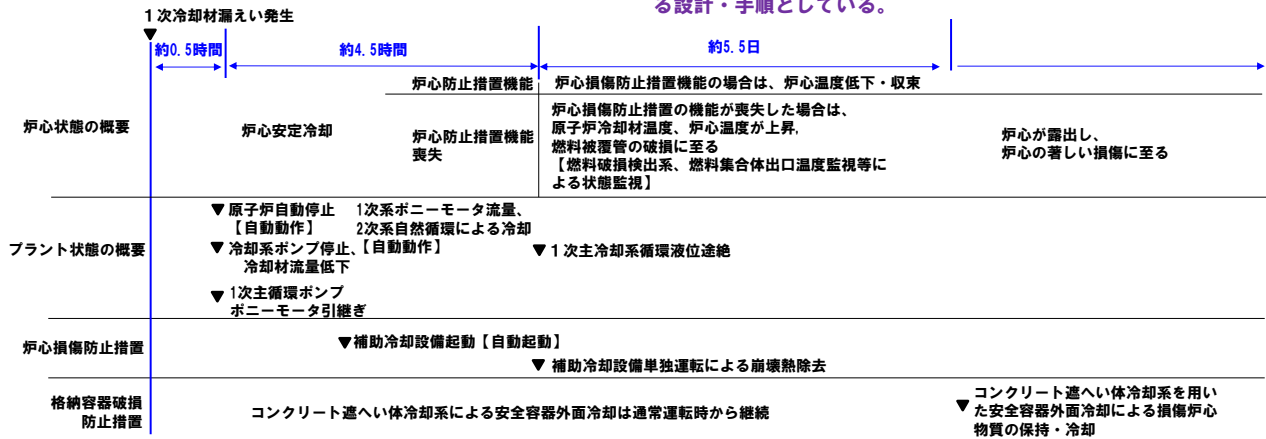 る設計・手順としている。
１次冷却材漏えい発生
▼
約0.5時間
約4.5時間
約5.5日
炉心状態の概要
炉心安定冷却
炉心防止措置機能
炉心損傷防止措置機能の場合は、炉心温度低下・収束
炉心防止措置機能
喪失
炉心損傷防止措置の機能が喪失した場合は、
原子炉冷却材温度、炉心温度が上昇,
燃料被覆管の破損に至る
【燃料破損検出系、燃料集合体出口温度監視等に
よる状態監視】
炉心が露出し、
炉心の著しい損傷に至る
プラント状態の概要
▼原子炉自動停止
【自動動作】
▼冷却系ポンプ停止、
冷却材流量低下
▼1次主循環ポンプ
ポニーモータ引継ぎ
1次系ポニーモータ流量、
2次系自然循環による冷却
【自動動作】
▼１次主冷却系循環液位途絶
炉心損傷防止措置
▼補助冷却設備起動【自動起動】
▼ 補助冷却設備単独運転による崩壊熱除去
格納容器破損
防止措置
コンクリート遮へい体冷却系による安全容器外面冷却は通常運転時から継続
▼コンクリート遮へい体冷却系を用い
た安全容器外面冷却による損傷炉心
物質の保持・冷却